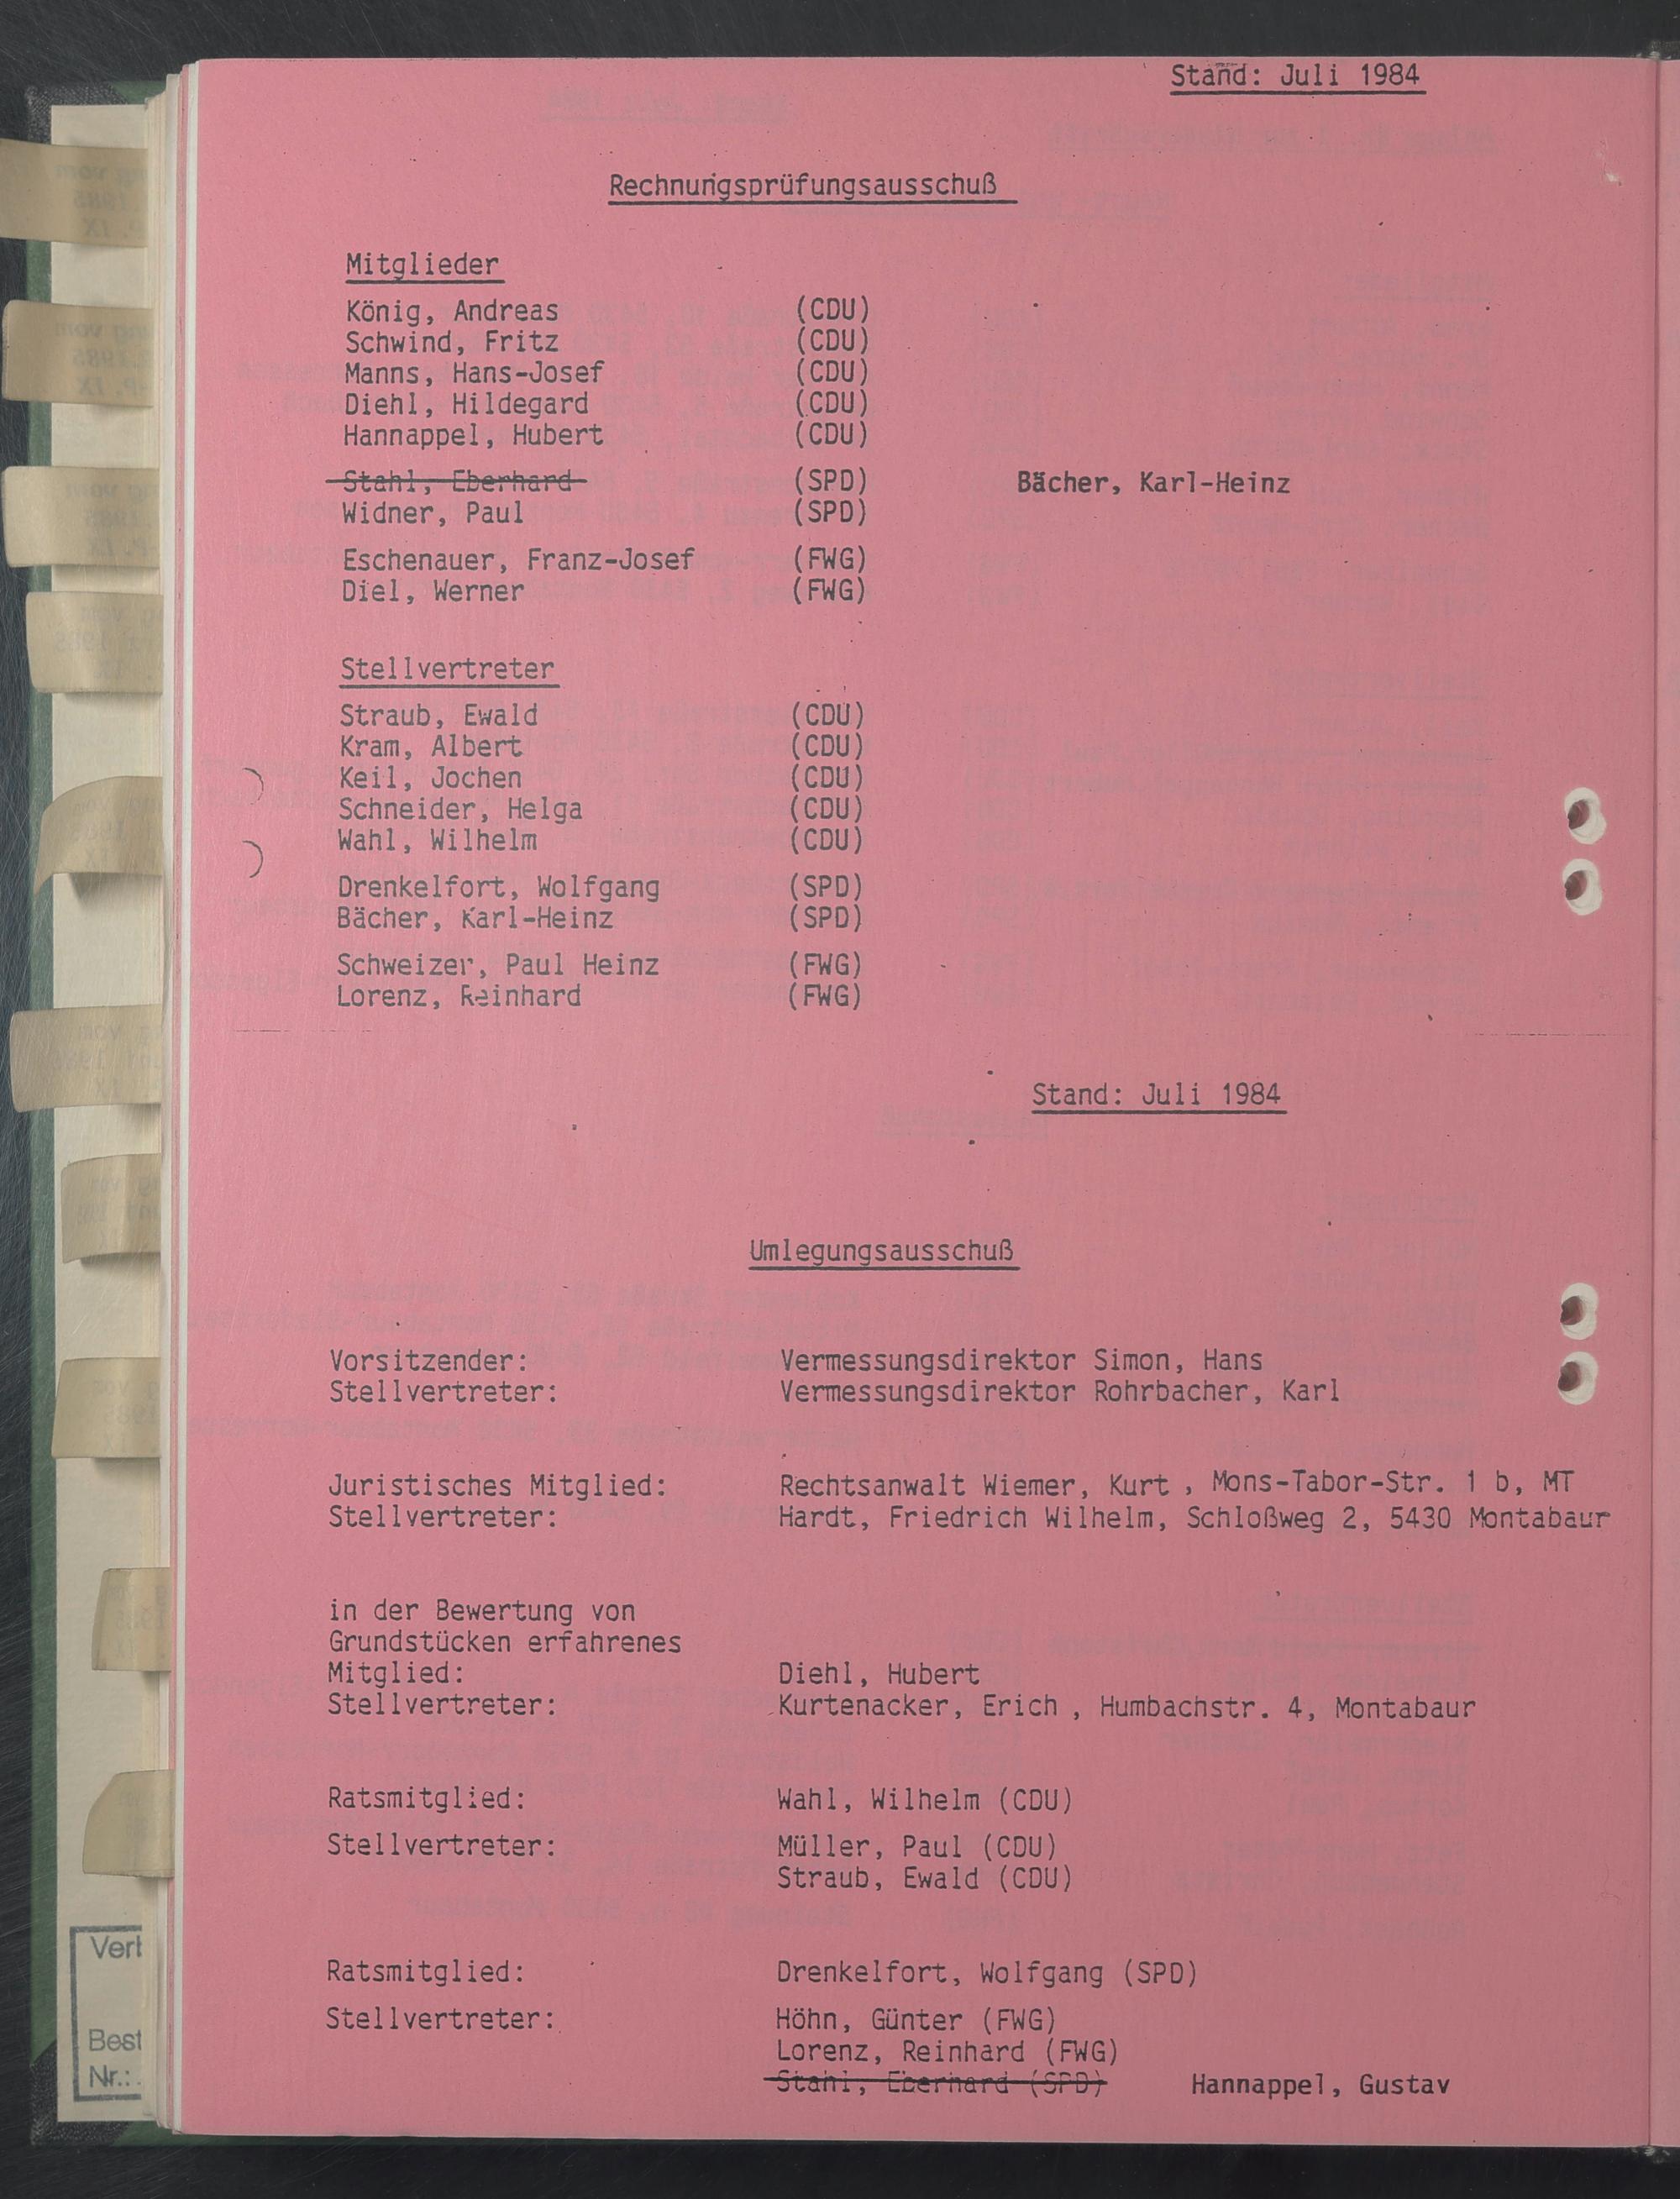 Stand: Juli 1984
Rechnungsprüfungsausschuß
Mitglieder
König, Andreas (CDU)
Schwind, Fritz (CDU)
Manns, Hans-Josef (CDU)
Diehl, Hildegard (CDU)
Hannappel, Hubert (CDU)
Stahl, Eberhard (SPD) Bächer, Karl-Heinz
Widner, Paul (SPD)
Eschenauer, Franz-Josef (FWG)
Diel, Werner (FWG)
Stellvertreter
Straub, Ewald (CDU)
Kram, Albert (CDU)
Keil, Jochen (CDU)
Schneider, Helga (CDU)
Wahl, Wilhelm (CDU)
Drenkelfort, Wolfgang (SPD)
Bächer, Karl-Heinz (SPD)
Schweizer, Paul Heinz (FWG)
Lorenz, Reinhard (FWG)
Stand: Juli 1984
Umlegungsausschuß
Vorsitzender: Vermessungsdirektor Simon, Hans
Stellvertreter: Vermessungsdirektor Rohrbacher, Karl
Juristisches Mitglied: Rechtsanwalt Wiemer, Kurt , Mons-Tabor-Str. 1 b, MT
Stellvertreter: Hardt, Friedrich Wilhelm, Schloßweg 2, 5430 Montabaur
in der Bewertung von
Grundstücken erfahrenes
Mitglied: Diehl, Hubert
Stellvertreter: Kurtenacker, Erich , Humbachstr. 4, Montabaur
Ratsmitglied: Wahl, Wilhelm (CDU)
Stellvertreter: Müller, Paul (CDU)
Straub, Ewald (CDU)
Ratsmitglied: Drenkelfort, Wolfgang (SPD)
Stellvertreter: Höhn, Günter (FWG)
Lorenz, Reinhard (FWG)
Stahl, Eberhard (SPD) Hannappel, Gustav
Vert
Best
Nr.: